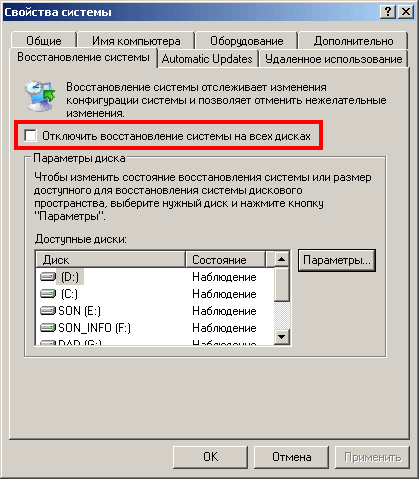 Свойства системы
Общие
Имя компьютера
Оборудование
Дополнительно
Восстановление системы
Automatic Updates
Удаленное использование
Восстановление системы отслеживает изменения
конфигурации системы и позволяет отменить нежелательные
изменения.
Отключить восстановление системы на всех дисках
Параметры диска
Чтобы изменить состояние восстановления системы или размер
доступного для восстановления системы дискового
пространства, выберите нужный диск и нажмите кнопку
"Параметры".
Доступные диски:
Диск Состояние
(D:) Наблюдение
(C:) Наблюдение
SON (E:) Наблюдение
SON_INFO (F:) Наблюдение
DAD (G:) Наблюдение
Параметры...
OK
Отмена
Применить